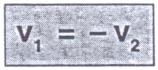 V₁ = – V₂